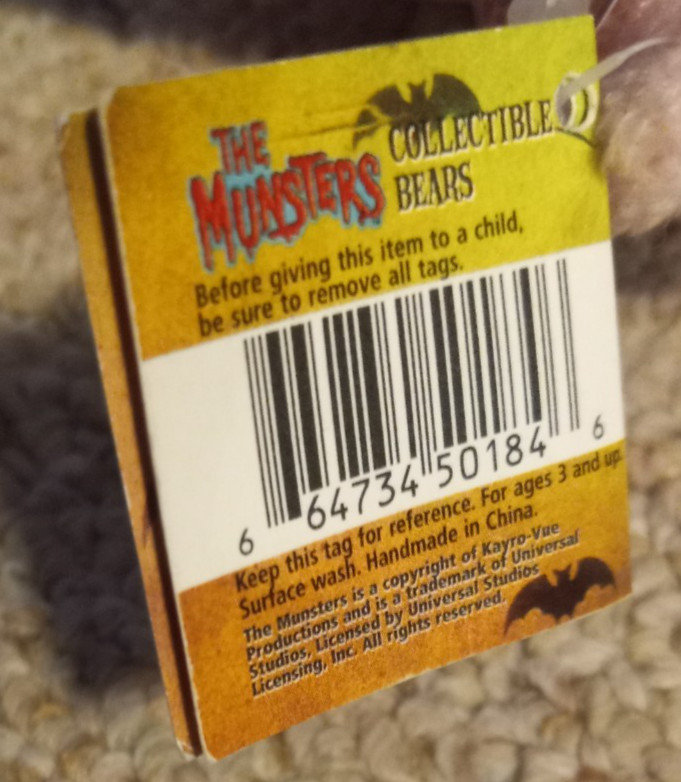 THE
MUNSTERS
COLLECTIBLE
BEARS
Before giving this item to a child,
be sure to remove all tags.
6 64734 50184 6
Keep this tag for reference. For ages 3 and up.
Surface wash. Handmade in China.
The Munsters is a copyright of Kayro-Vue
Productions and is a trademark of Universal
Studios, Licensed by Universal Studios
Licensing, Inc. All rights reserved.